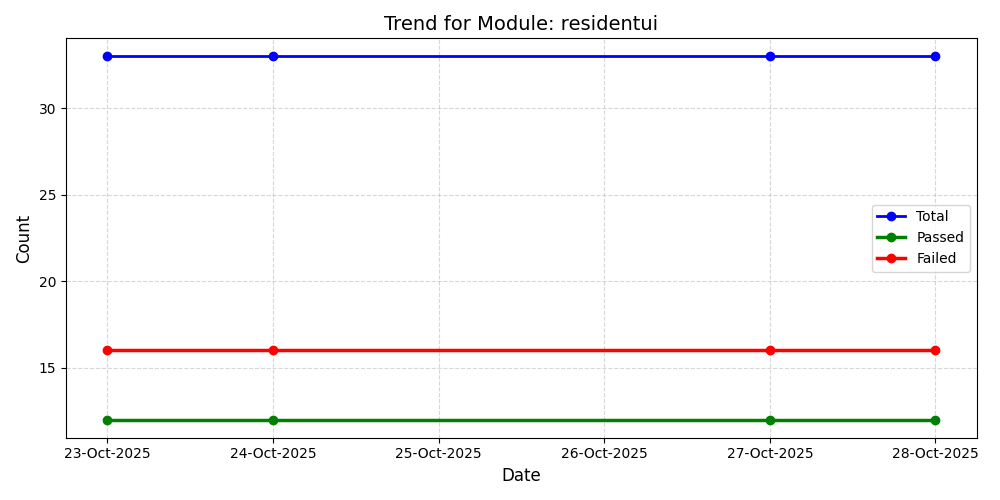 Trend for Module: residentui
Count
30
25
20
15
Total
Passed
Failed
23-Oct-2025 24-Oct-2025 25-Oct-2025 26-Oct-2025 27-Oct-2025 28-Oct-2025
Date